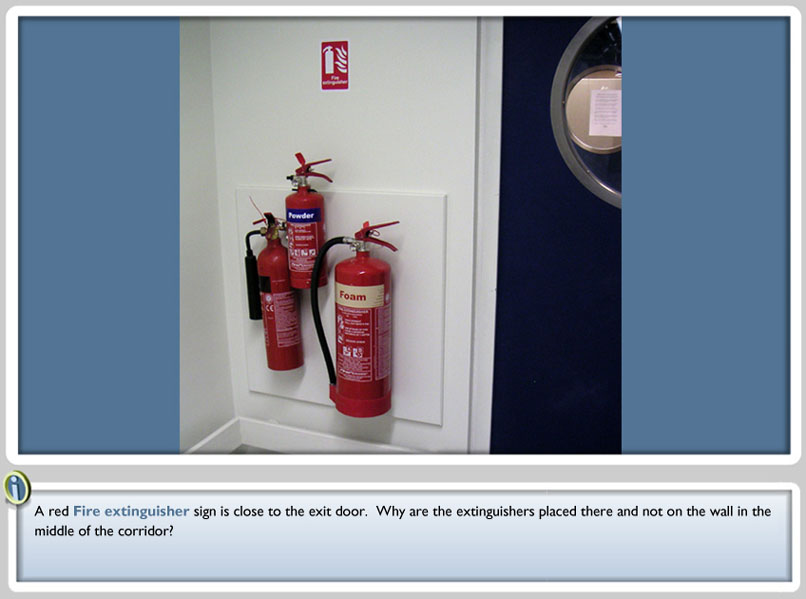 Fire
extinguisher
Powder
Foam
A red Fire extinguisher sign is close to the exit door.  Why are the extinguishers placed there and not on the wall in the
middle of the corridor?